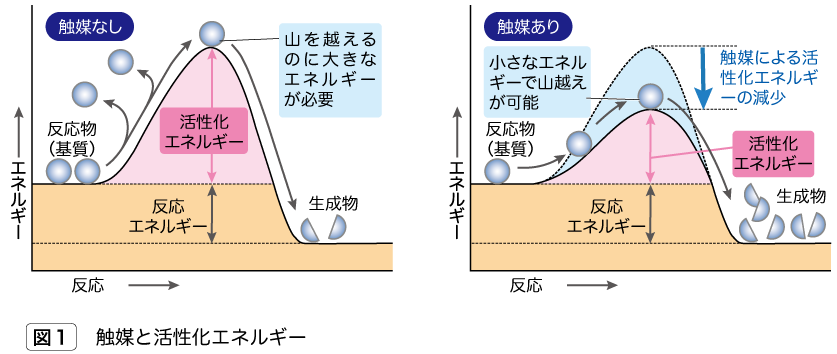 触媒なし
山を越える
のに大きな
エネルギー
が必要
反応物
(基質)
活性化
エネルギー
反応
エネルギー
生成物
エネルギー
反応
触媒あり
小さなエネル
ギーで山越え
が可能
触媒による活
性化エネルギ
ーの減少
反応物
(基質)
活性化
エネルギー
反応
エネルギー
生成物
エネルギー
反応
図1 触媒と活性化エネルギー